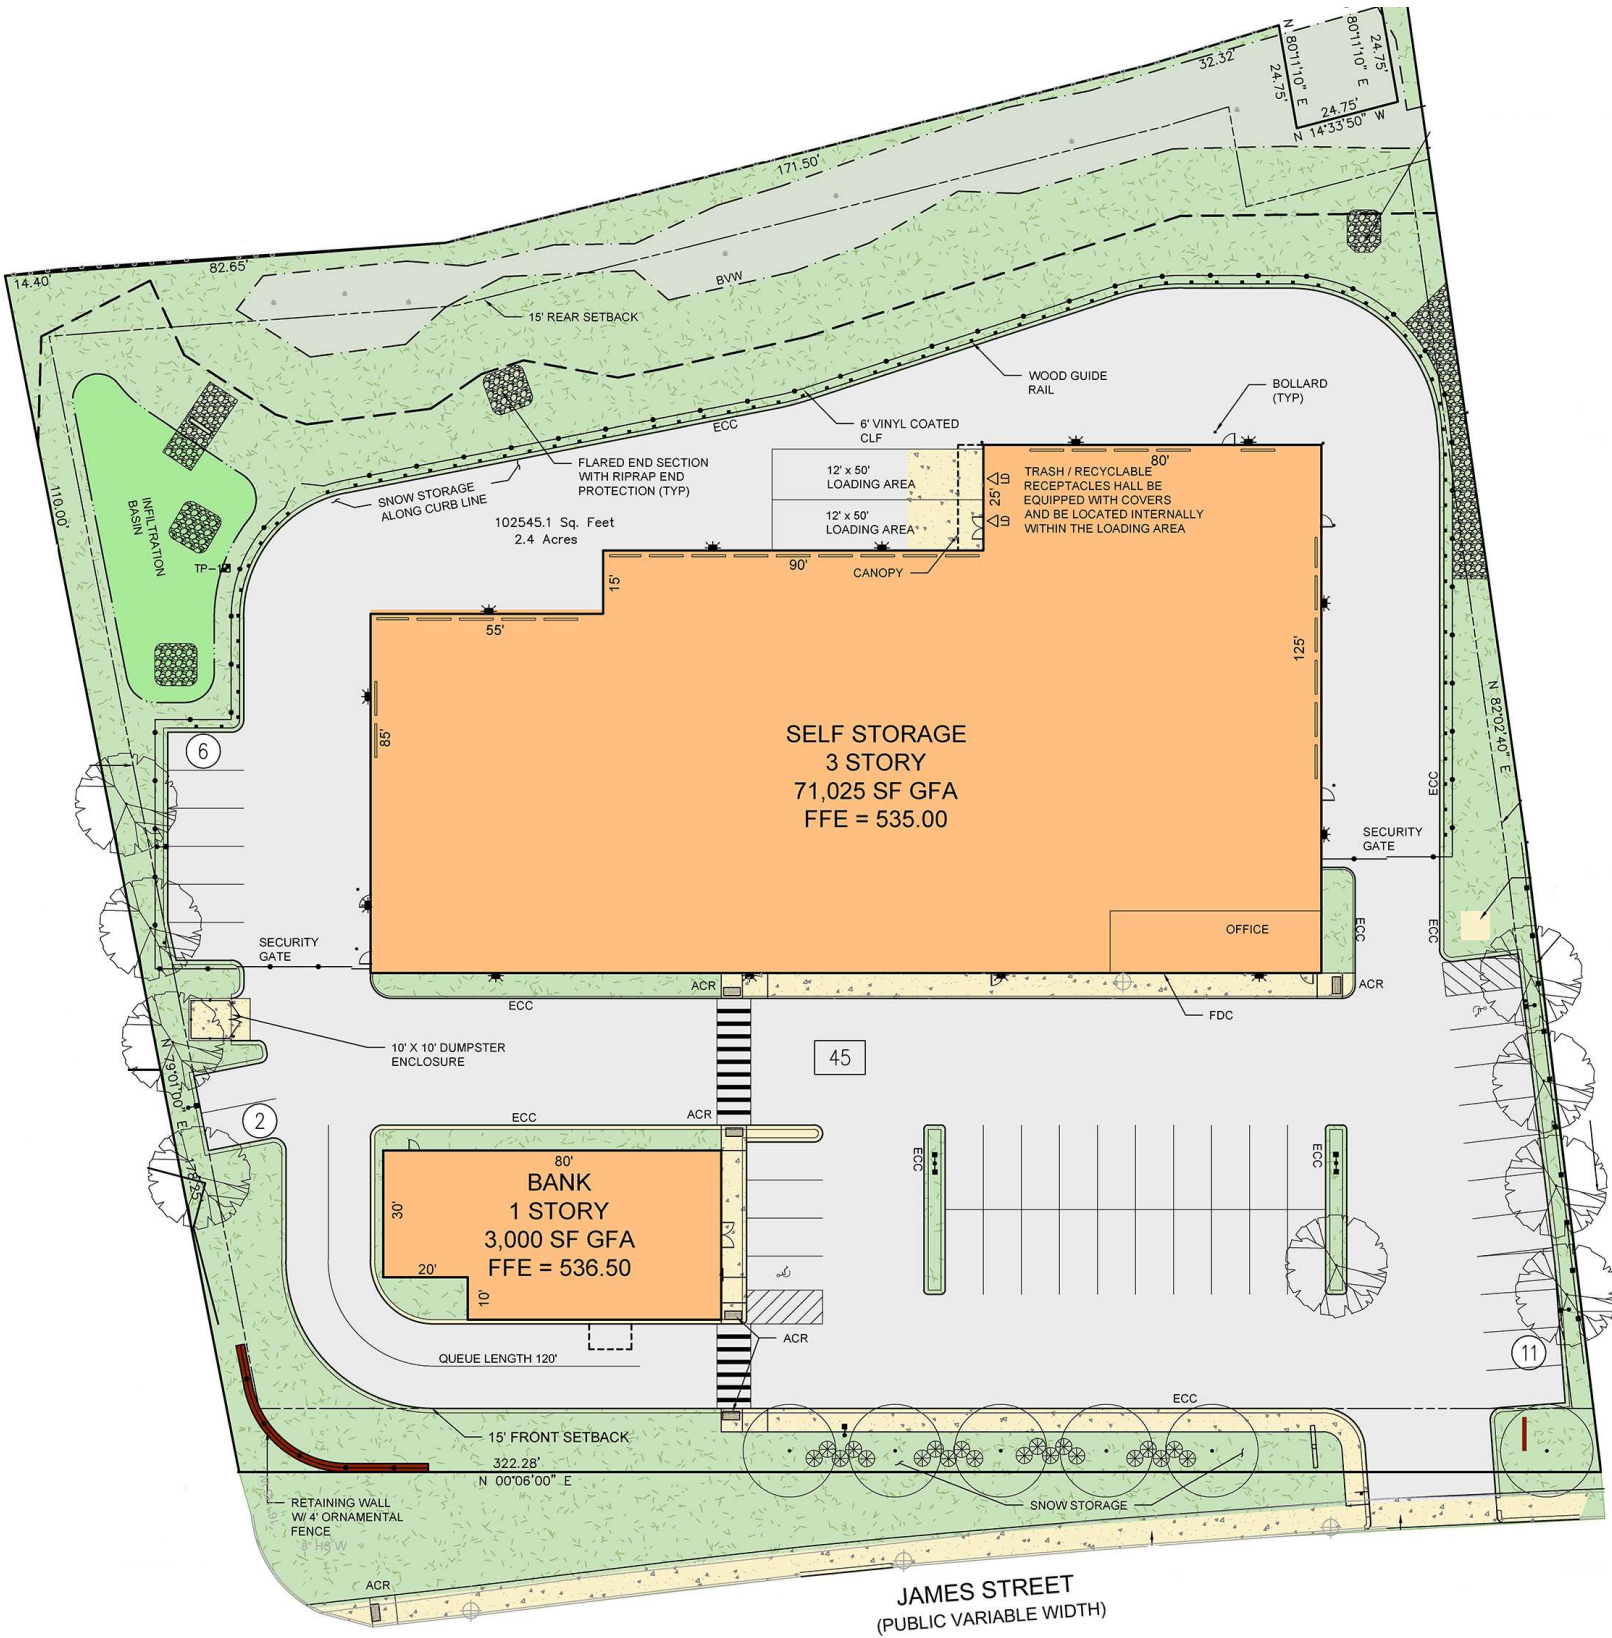 32.32'
N 80°11'10" E
24.75'
80°11'10" E
24.75'
24.75'
N 14°33'50" W
171.50'
82.65'
14.40'
BVW
15' REAR SETBACK
WOOD GUIDE
RAIL
BOLLARD
(TYP)
6' VINYL COATED
CLF
ECC
FLARED END SECTION
WITH RIPRAP END
PROTECTION (TYP)
SNOW STORAGE
ALONG CURB LINE
102545.1 Sq. Feet
2.4 Acres
12' x 50'
LOADING AREA
12' x 50'
LOADING AREA
CANOPY
25'
LD
LD
80'
TRASH / RECYCLABLE
RECEPTACLES HALL BE
EQUIPPED WITH COVERS
AND BE LOCATED INTERNALLY
WITHIN THE LOADING AREA
110.00'
INFILTRATION
BASIN
TP-1
90'
15'
55'
125'
85'
SELF STORAGE
3 STORY
71,025 SF GFA
FFE = 535.00
N 82°02'40" E
6
ECC
SECURITY
GATE
OFFICE
ECC
ECC
SECURITY
GATE
ACR
ACR
ECC
FDC
10' X 10' DUMPSTER
ENCLOSURE
45
N 79°01'00" E
178.25'
2
ECC
ACR
80'
BANK
1 STORY
3,000 SF GFA
FFE = 536.50
30'
20'
10'
ECC
ECC
ACR
QUEUE LENGTH 120'
11
ECC
15' FRONT SETBACK
322.28'
N 00°06'00" E
RETAINING WALL
W/ 4' ORNAMENTAL
FENCE
SNOW STORAGE
ACR
JAMES STREET
(PUBLIC VARIABLE WIDTH)